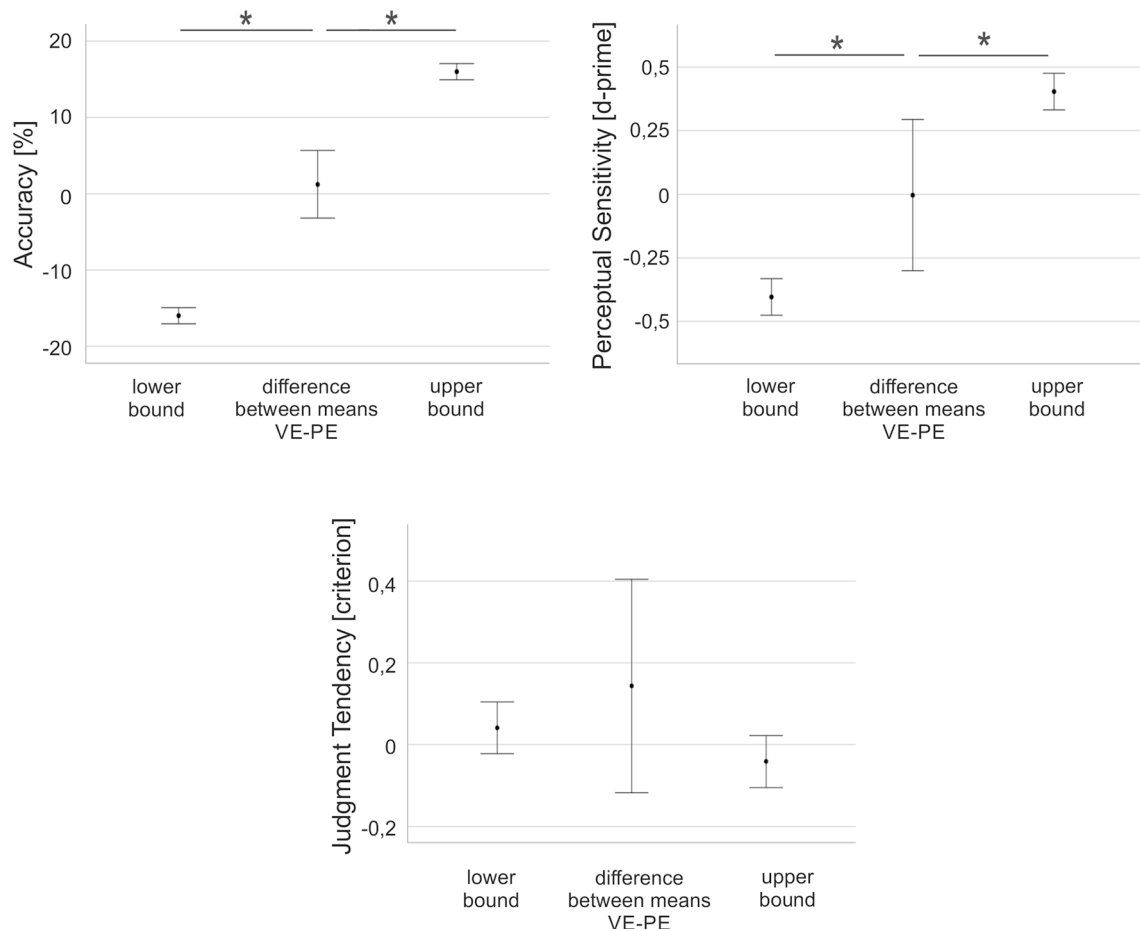 * *
Accuracy [%]
20
10
0
-10
-20
lower
bound
difference
between means
VE-PE
upper
bound
* *
Perceptual Sensitivity [d-prime]
0,5
0,25
0
-0,25
-0,5
lower
bound
difference
between means
VE-PE
upper
bound
Judgment Tendency [criterion]
0,4
0,2
0
-0,2
lower
bound
difference
between means
VE-PE
upper
bound